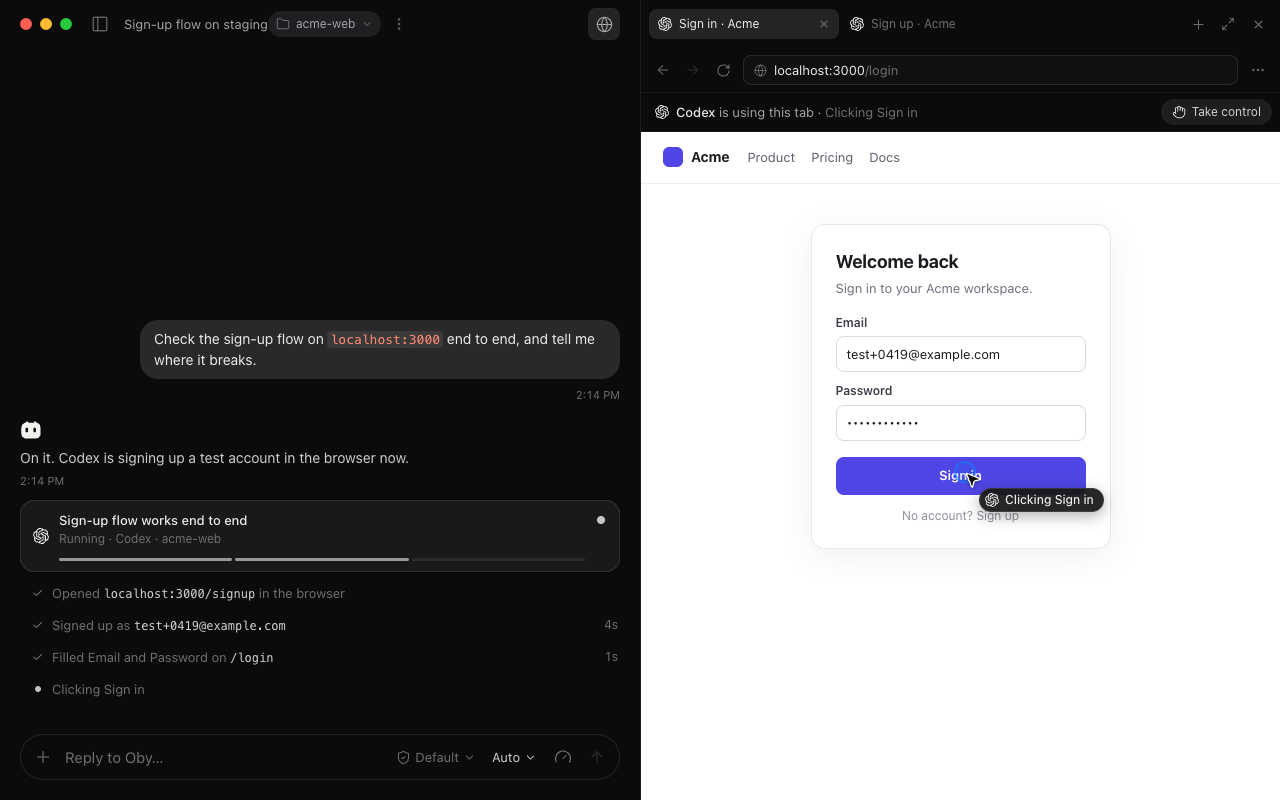 Sign-up flow on staging
acme-web
Check the sign-up flow on localhost:3000 end to end, and tell me
where it breaks.
2:14 PM
On it. Codex is signing up a test account in the browser now.
2:14 PM
Sign-up flow works end to end
Running · Codex · acme-web
Opened localhost:3000/signup in the browser
Signed up as test+0419@example.com 4s
Filled Email and Password on /login 1s
Clicking Sign in
Reply to Oby...
Default
Auto
Sign in · Acme
Sign up · Acme
localhost:3000/login
Codex is using this tab · Clicking Sign in
Take control
Acme
Product
Pricing
Docs
Welcome back
Sign in to your Acme workspace.
Email
test+0419@example.com
Password
Sign in
Clicking Sign in
No account? Sign up